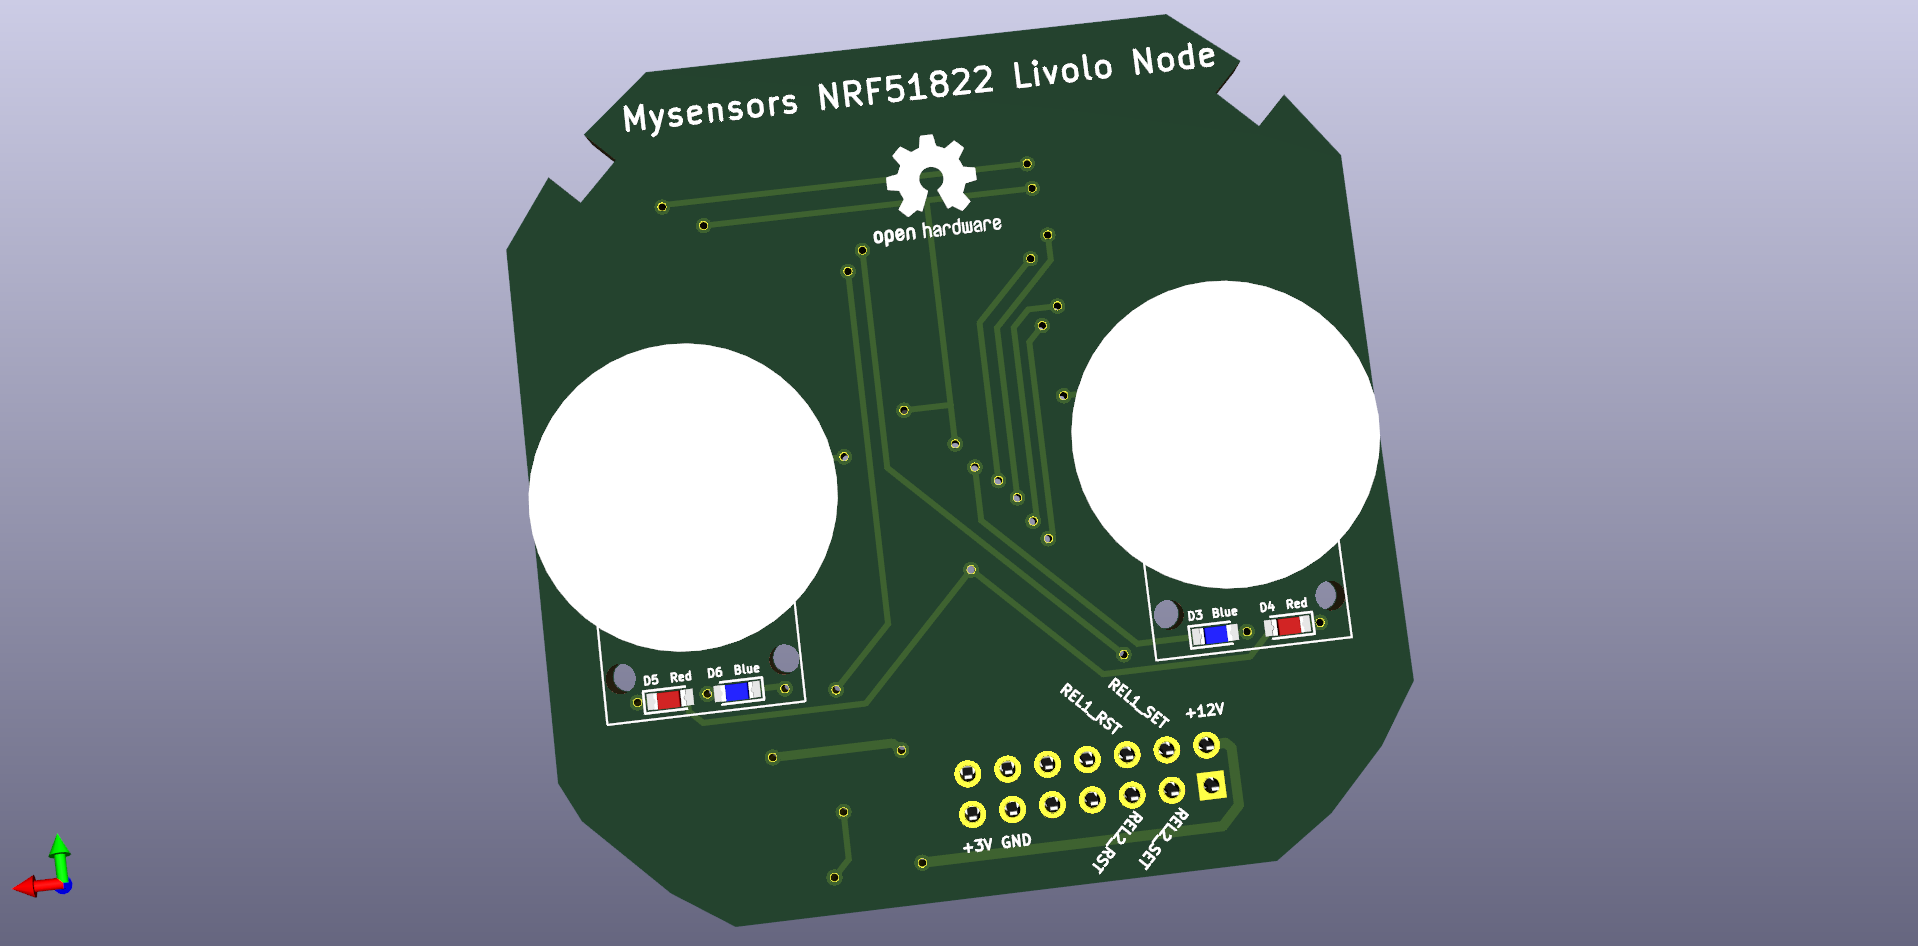 Mysensors NRF51822 Livolo Node
open hardware
D3 Blue
D4 Red
D5 Red
D6 Blue
REL1_RST
REL1_SET
+12V
+3V GND
REL2_RST
REL2_SET